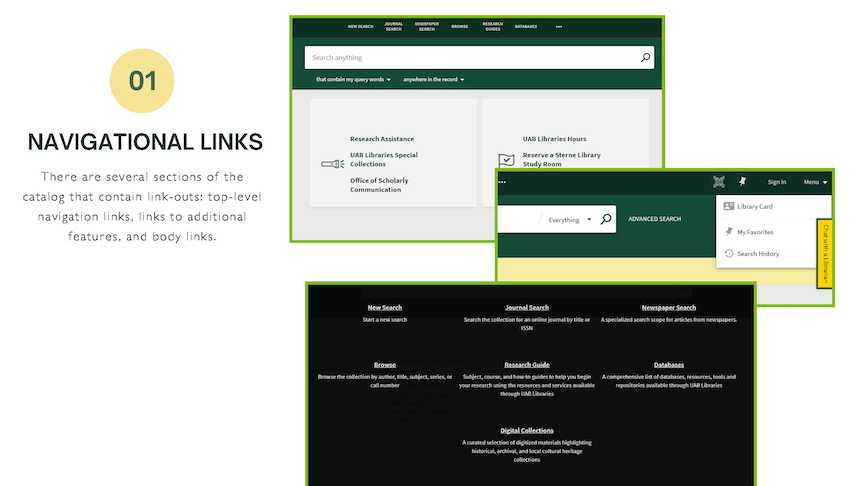 01
NAVIGATIONAL LINKS
There are several sections of the
catalog that contain link-outs: top-level
navigation links, links to additional
features, and body links.
NEW SEARCH
JOURNAL
SEARCH
NEWSPAPER
SEARCH
BROWSE
RESEARCH
GUIDES
DATABASES
•••
Search anything
that contain my query words
anywhere in the record
Research Assistance
UAB Libraries Special
Collections
Office of Scholarly
Communication
UAB Libraries Hours
Reserve a Sterne Library
Study Room
•••
Sign in
Menu
Everything
ADVANCED SEARCH
Library Card
My Favorites
Search History
Chat with a Librarian
New Search
Start a new search
Journal Search
Search the collection for an online journal by title or
ISSN
Newspaper Search
A specialized search scope for articles from newspapers.
Browse
Browse the collection by author, title, subject, series, or
call number
Research Guide
Subject, course, and how-to guides to help you begin
your research using the resources and services available
through UAB Libraries
Databases
A comprehensive list of databases, resources, tools and
repositories available through UAB Libraries
Digital Collections
A curated selection of digitized materials highlighting
historical, archival, and local cultural heritage
collections